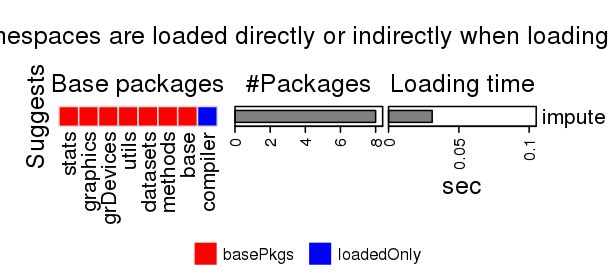 mespaces are loaded directly or indirectly when loading
Base packages #Packages Loading time
Suggests
impute
stats
graphics
grDevices
utils
datasets
methods
base
compiler
0 2 4 6 8
0 0.05 0.1
sec
basePkgs loadedOnly